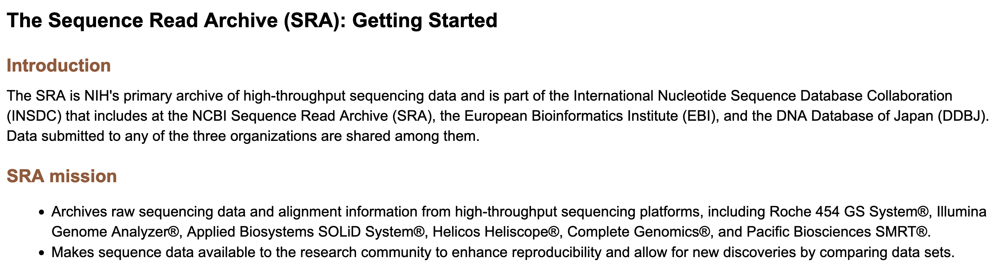 The Sequence Read Archive (SRA): Getting Started
Introduction
The SRA is NIH's primary archive of high-throughput sequencing data and is part of the International Nucleotide Sequence Database Collaboration
(INSDC) that includes at the NCBI Sequence Read Archive (SRA), the European Bioinformatics Institute (EBI), and the DNA Database of Japan (DDBJ).
Data submitted to any of the three organizations are shared among them.
SRA mission
• Archives raw sequencing data and alignment information from high-throughput sequencing platforms, including Roche 454 GS System®, Illumina
Genome Analyzer®, Applied Biosystems SOLiD System®, Helicos Heliscope®, Complete Genomics®, and Pacific Biosciences SMRT®.
• Makes sequence data available to the research community to enhance reproducibility and allow for new discoveries by comparing data sets.